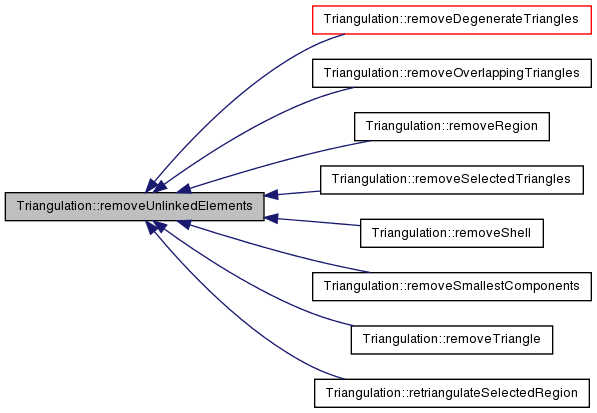 Triangulation::removeDegenerateTriangles
Triangulation::removeOverlappingTriangles
Triangulation::removeRegion
Triangulation::removeSelectedTriangles
Triangulation::removeUnlinkedElements
Triangulation::removeShell
Triangulation::removeSmallestComponents
Triangulation::removeTriangle
Triangulation::retriangulateSelectedRegion